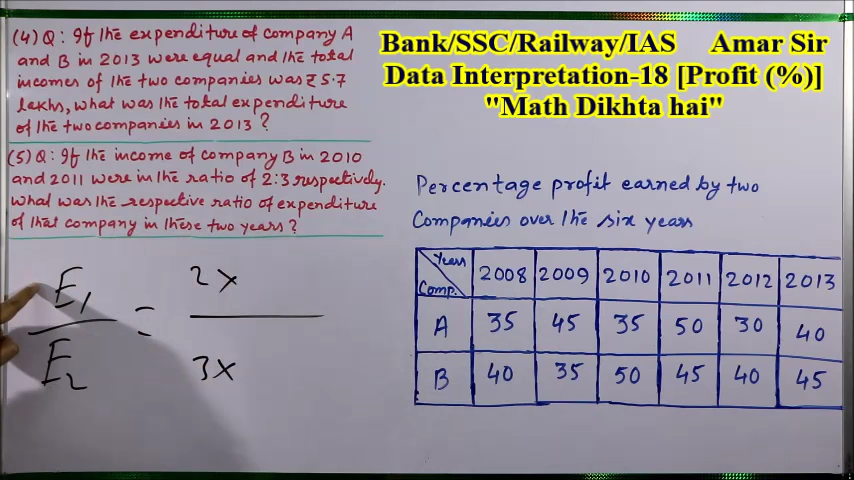 (4) Q: If the expenditure of company A
and B in 2013 were equal and the total
incomes of the two companies was ₹ 5.7
lakhs, what was the total expenditure
of the two companies in 2013?
(5) Q: If the income of company B in 2010
and 2011 were in the ratio of 2:3 respectively.
what was the respective ratio of expenditure
of that company in these two years?
E1 / E2 = 2x / 3x
Bank/SSC/Railway/IAS Amar Sir
Data Interpretation-18 [Profit (%)]
"Math Dikhta hai"
Percentage profit earned by two
Companies over the six years
Years
Comp. 2008 2009 2010 2011 2012 2013
A 35 45 35 50 30 40
B 40 35 50 45 40 45